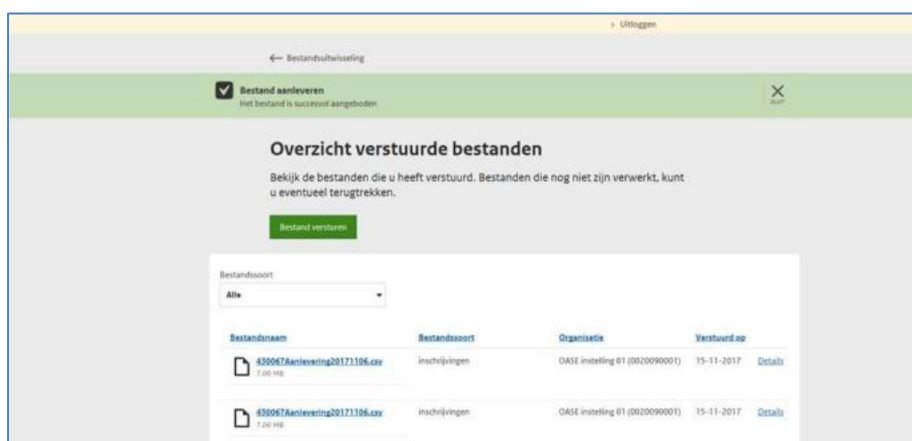 › Uitloggen
← Bestandsuitwisseling
Bestand aanleveren
Het bestand is succesvol aangeboden
SLUIT
Overzicht verstuurde bestanden
Bekijk de bestanden die u heeft verstuurd. Bestanden die nog niet zijn verwerkt, kunt
u eventueel terugtrekken.
Bestand versturen
Bestandssoort
Alle
Bestandsnaam Bestandssoort Organisatie Verstuurd op
430067Aanlevering20171106.csv inschrijvingen OASE instelling 01 (0020090001) 15-11-2017 Details
7.00 MB
430067Aanlevering20171106.csv inschrijvingen OASE instelling 01 (0020090001) 15-11-2017 Details
7.00 MB